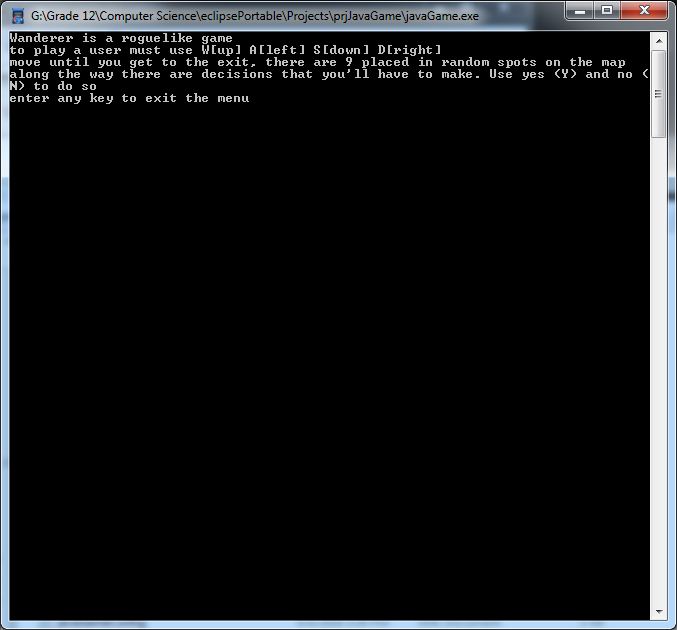 G:\Grade 12\Computer Science\eclipsePortable\Projects\prjJavaGame\javaGame.exe
Wanderer is a roguelike game
to play a user must use W[up] A[left] S[down] D[right]
move until you get to the exit, there are 9 placed in random spots on the map
along the way there are decisions that you'll have to make. Use yes (Y) and no (
N) to do so
enter any key to exit the menu